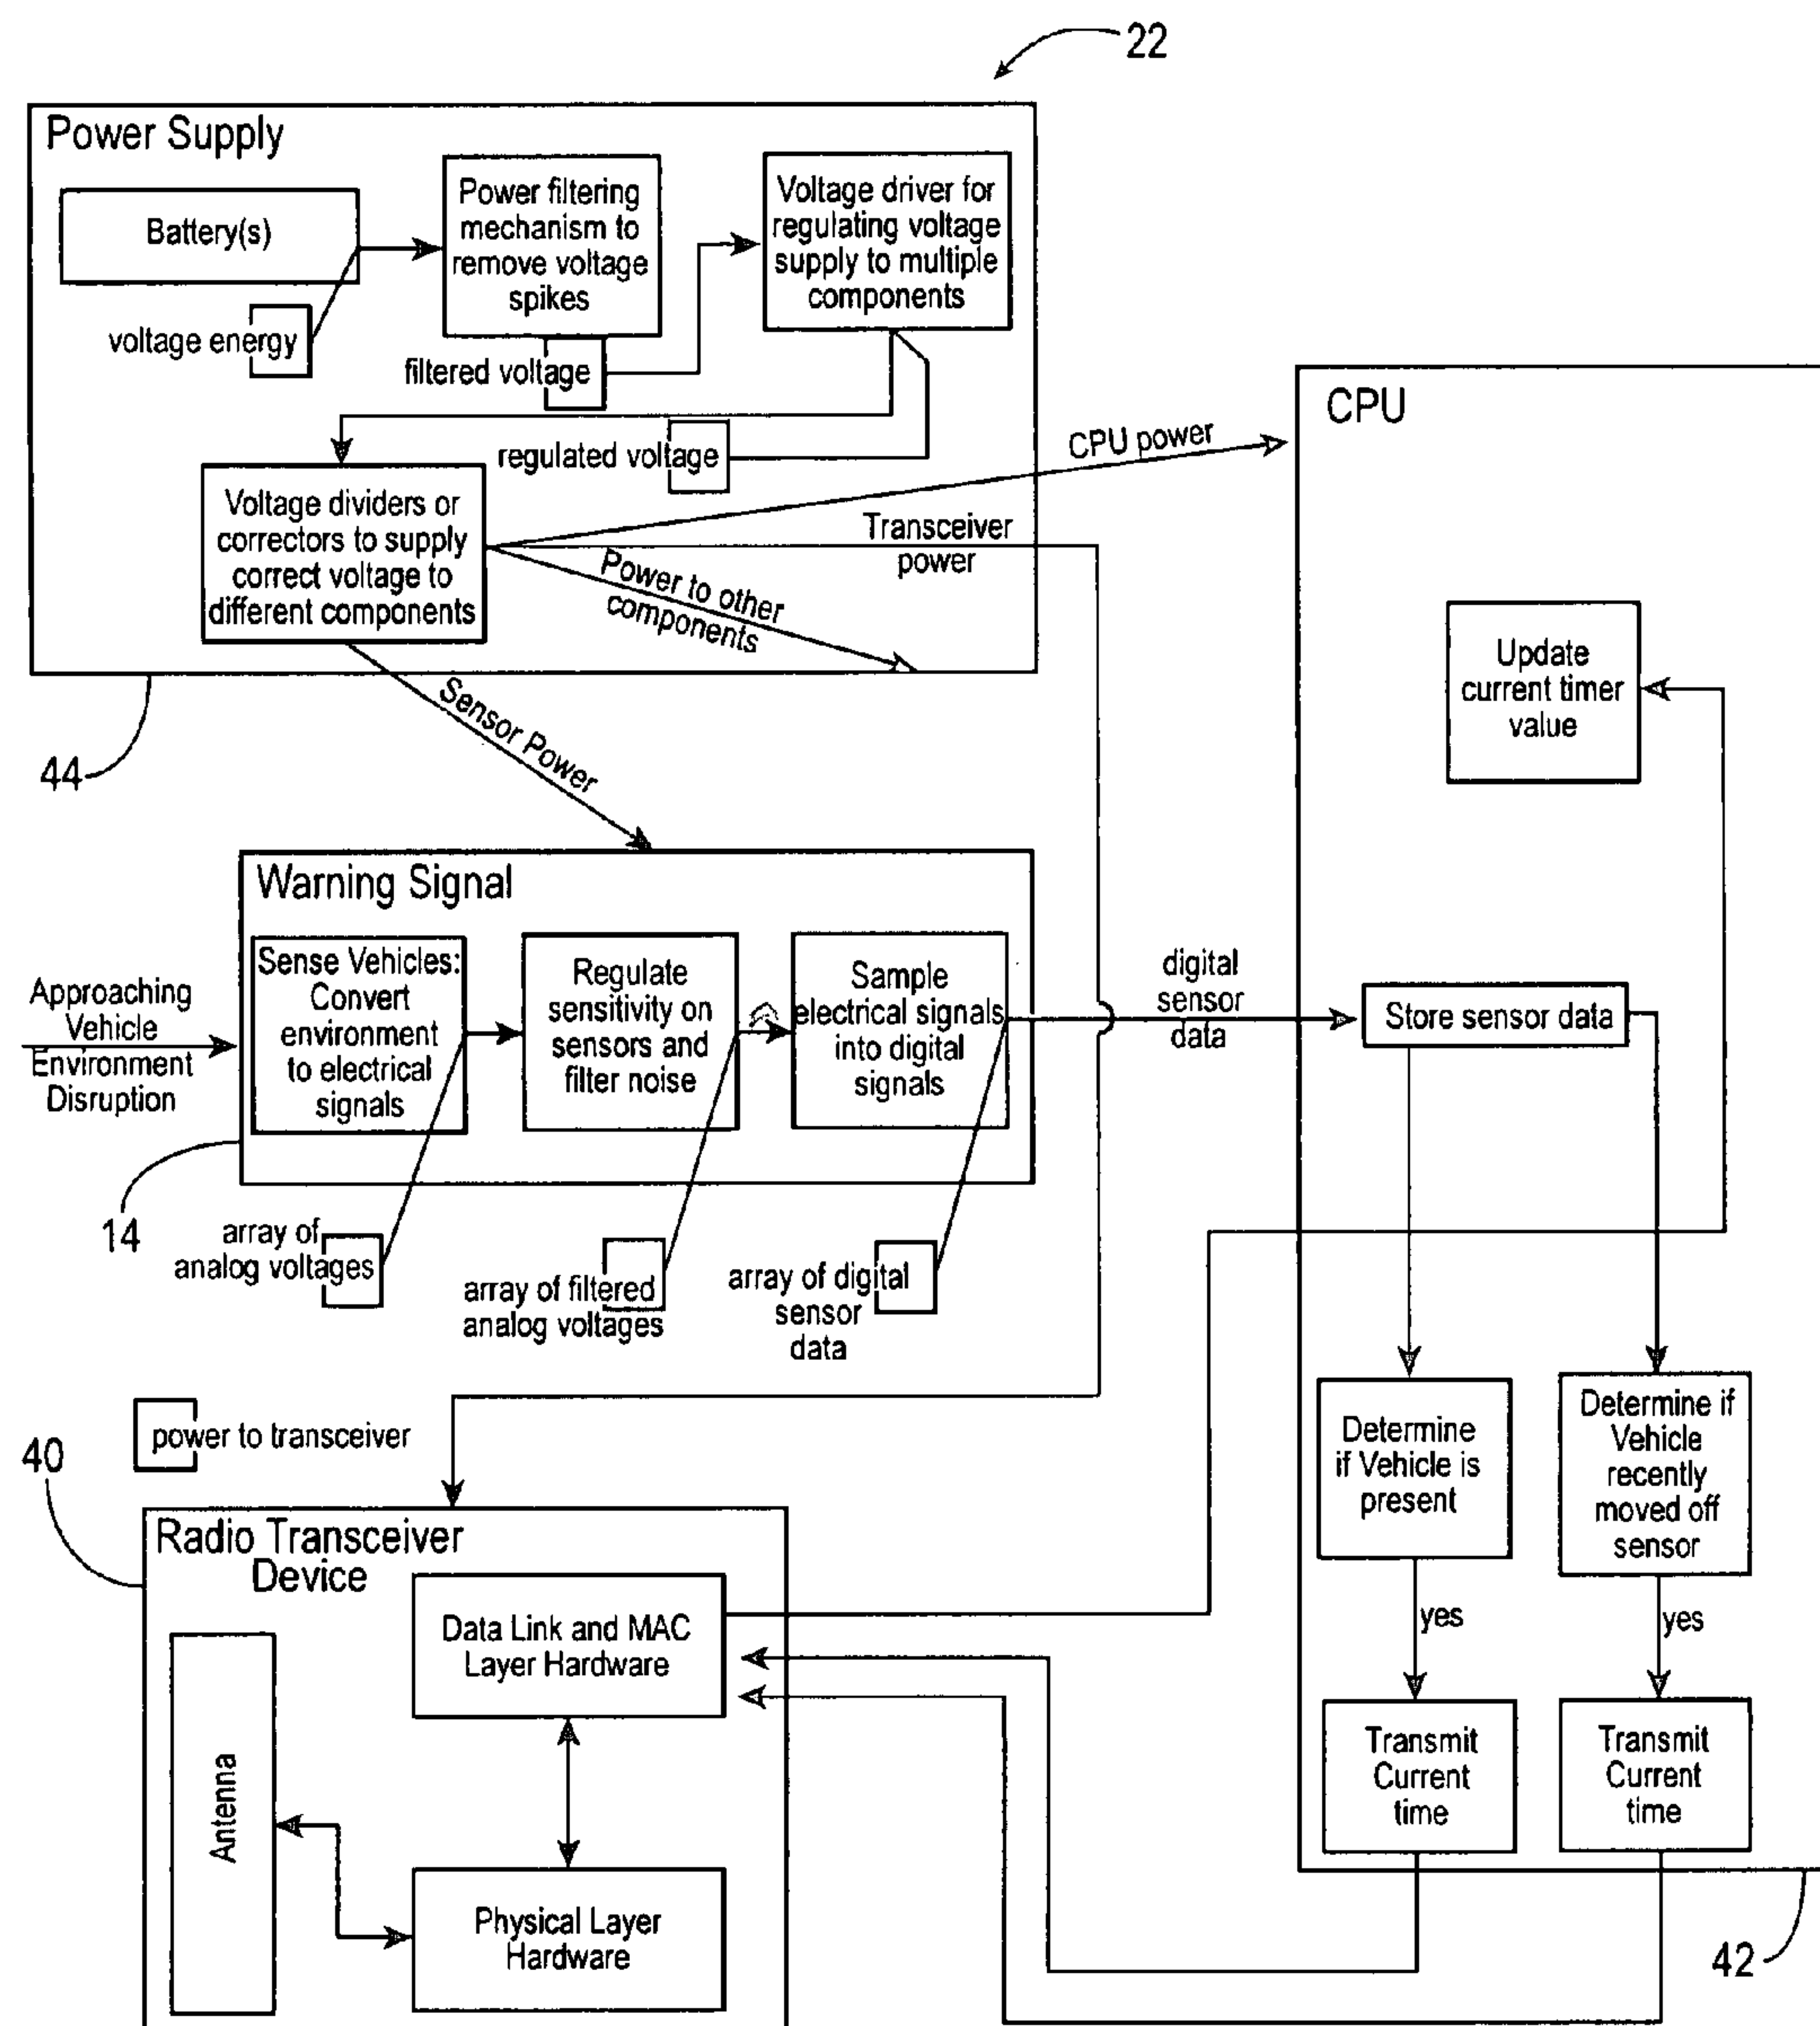 22
Power Supply
Battery(s)
voltage energy
Power filtering
mechanism to
remove voltage
spikes
filtered voltage
Voltage driver for
regulating voltage
supply to multiple
components
regulated voltage
Voltage dividers or
correctors to supply
correct voltage to
different components
CPU power
Transceiver
power
Power to other
components
Sensor Power
44
CPU
Update
current timer
value
Warning Signal
Approaching
Vehicle
Environment
Disruption
Sense Vehicles:
Convert
environment
to electrical
signals
Regulate
sensitivity on
sensors and
filter noise
Sample
electrical signals
into digital
signals
digital
sensor
data
Store sensor data
14
array of
analog voltages
array of filtered
analog voltages
array of digital
sensor
data
power to transceiver
40
Radio Transceiver
Device
Data Link and MAC
Layer Hardware
Antenna
Physical Layer
Hardware
Determine
if Vehicle is
present
Determine if
Vehicle
recently
moved off
sensor
yes
yes
Transmit
Current
time
Transmit
Current
time
42